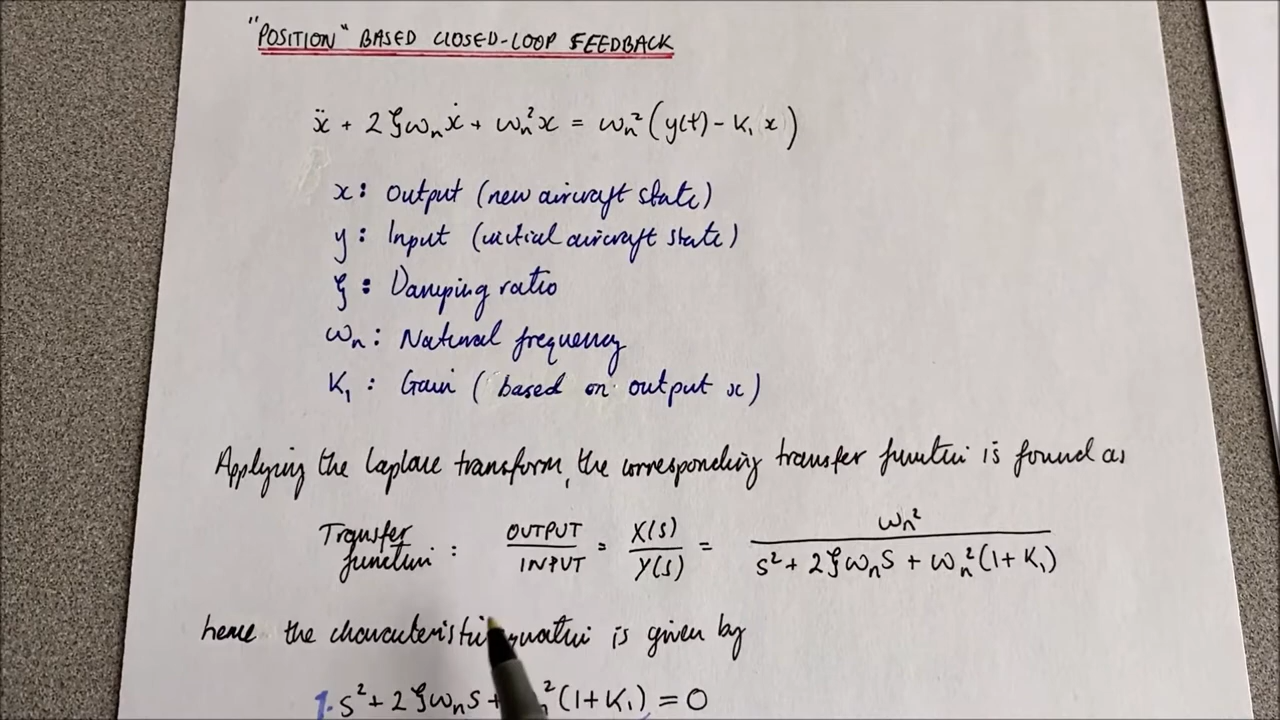 "POSITION" BASED CLOSED-LOOP FEEDBACK
ẍ + 2ζωₙẋ + ωₙ²x = ωₙ²(y(t) - K₁ x)
x : Output (new aircraft state)
y : Input (initial aircraft state)
ζ : Damping ratio
ωₙ : Natural frequency
K₁ : Gain (based on output x)
Applying the Laplace transform, the corresponding transfer function is found as
Transfer function : OUTPUT / INPUT = X(s) / Y(s) = ωₙ² / s² + 2ζωₙs + ωₙ²(1 + K₁)
hence the characteristic is given by
1. s² + 2ζωₙs + ₙ²(1 + K₁) = 0